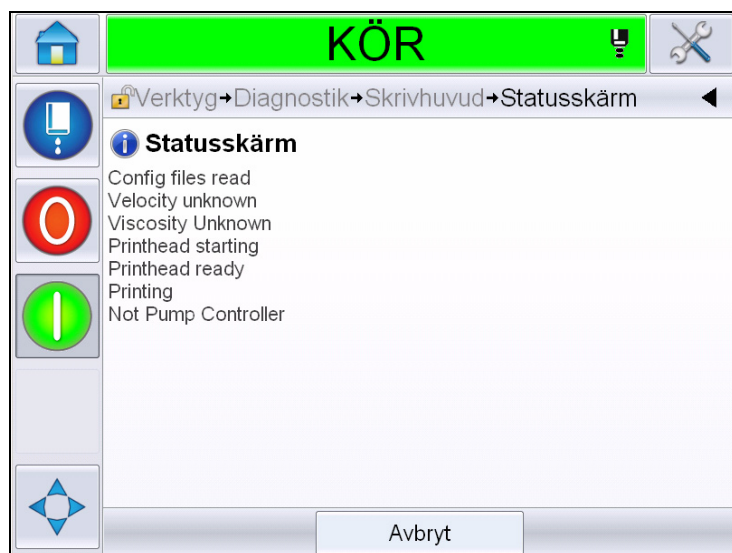 KÖR
Verktyg→Diagnostik→Skrivhuvud→Statusskärm
Statusskärm
Config files read
Velocity unknown
Viscosity Unknown
Printhead starting
Printhead ready
Printing
Not Pump Controller
Avbryt